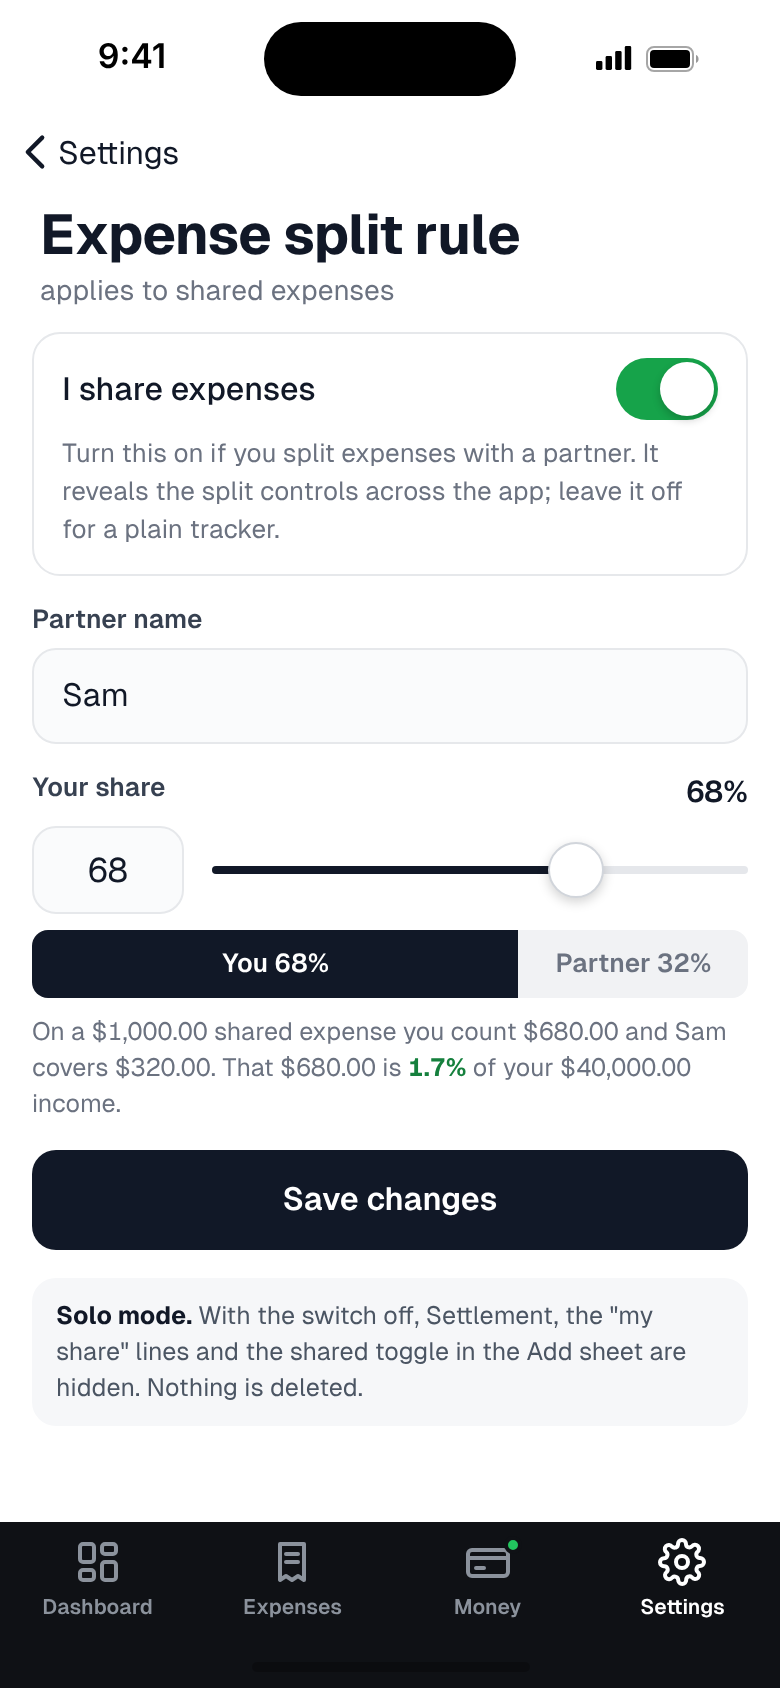 9:41
Settings
Expense split rule
applies to shared expenses
I share expenses
Turn this on if you split expenses with a partner. It
reveals the split controls across the app; leave it off
for a plain tracker.
Partner name
Sam
Your share
68%
68
You 68%
Partner 32%
On a $1,000.00 shared expense you count $680.00 and Sam
covers $320.00. That $680.00 is 1.7% of your $40,000.00
income.
Save changes
Solo mode. With the switch off, Settlement, the "my
share" lines and the shared toggle in the Add sheet are
hidden. Nothing is deleted.
Dashboard
Expenses
Money
Settings